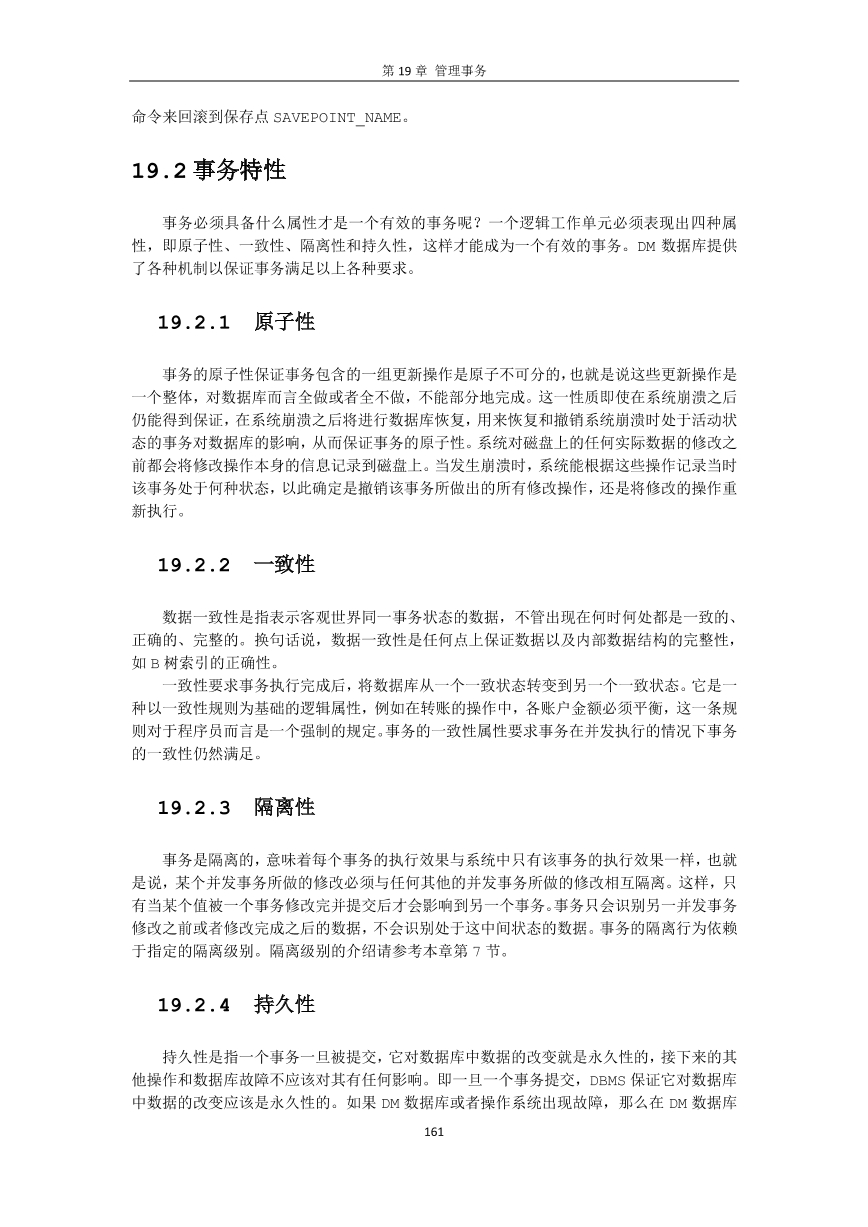 第 19 章 管理事务
命令来回滚到保存点 SAVEPOINT_NAME。
19.2 事务特性
事务必须具备什么属性才是一个有效的事务呢？一个逻辑工作单元必须表现出四种属
性，即原子性、一致性、隔离性和持久性，这样才能成为一个有效的事务。DM 数据库提供
了各种机制以保证事务满足以上各种要求。
19.2.1 原子性
事务的原子性保证事务包含的一组更新操作是原子不可分的，也就是说这些更新操作是
一个整体，对数据库而言全做或者全不做，不能部分地完成。这一性质即使在系统崩溃之后
仍能得到保证，在系统崩溃之后将进行数据库恢复，用来恢复和撤销系统崩溃时处于活动状
态的事务对数据库的影响，从而保证事务的原子性。系统对磁盘上的任何实际数据的修改之
前都会将修改操作本身的信息记录到磁盘上。当发生崩溃时，系统能根据这些操作记录当时
该事务处于何种状态，以此确定是撤销该事务所做出的所有修改操作，还是将修改的操作重
新执行。
19.2.2 一致性
数据一致性是指表示客观世界同一事务状态的数据，不管出现在何时何处都是一致的、
正确的、完整的。换句话说，数据一致性是任何点上保证数据以及内部数据结构的完整性，
如 B 树索引的正确性。
一致性要求事务执行完成后，将数据库从一个一致状态转变到另一个一致状态。它是一
种以一致性规则为基础的逻辑属性，例如在转账的操作中，各账户金额必须平衡，这一条规
则对于程序员而言是一个强制的规定。事务的一致性属性要求事务在并发执行的情况下事务
的一致性仍然满足。
19.2.3 隔离性
事务是隔离的，意味着每个事务的执行效果与系统中只有该事务的执行效果一样，也就
是说，某个并发事务所做的修改必须与任何其他的并发事务所做的修改相互隔离。这样，只
有当某个值被一个事务修改完并提交后才会影响到另一个事务。事务只会识别另一并发事务
修改之前或者修改完成之后的数据，不会识别处于这中间状态的数据。事务的隔离行为依赖
于指定的隔离级别。隔离级别的介绍请参考本章第 7 节。
19.2.4 持久性
持久性是指一个事务一旦被提交，它对数据库中数据的改变就是永久性的，接下来的其
他操作和数据库故障不应该对其有任何影响。即一旦一个事务提交，DBMS 保证它对数据库
中数据的改变应该是永久性的。如果 DM 数据库或者操作系统出现故障，那么在 DM 数据库
161